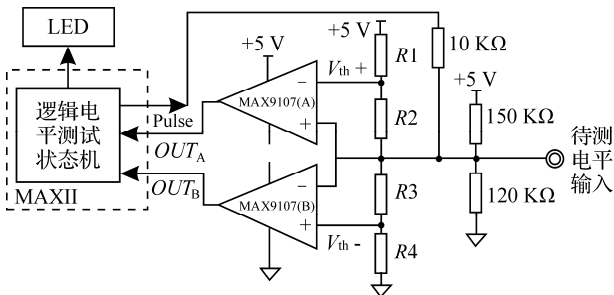 LED
+5 V
+5 V
R1
10 KΩ
Vth +
+5 V
逻辑电
平测试
状态机
Pulse
MAX9107(A)
−
+
R2
150 KΩ
OUTA
待测
电平
输入
OUTB
MAXII
MAX9107(B)
−
+
R3
120 KΩ
Vth -
R4